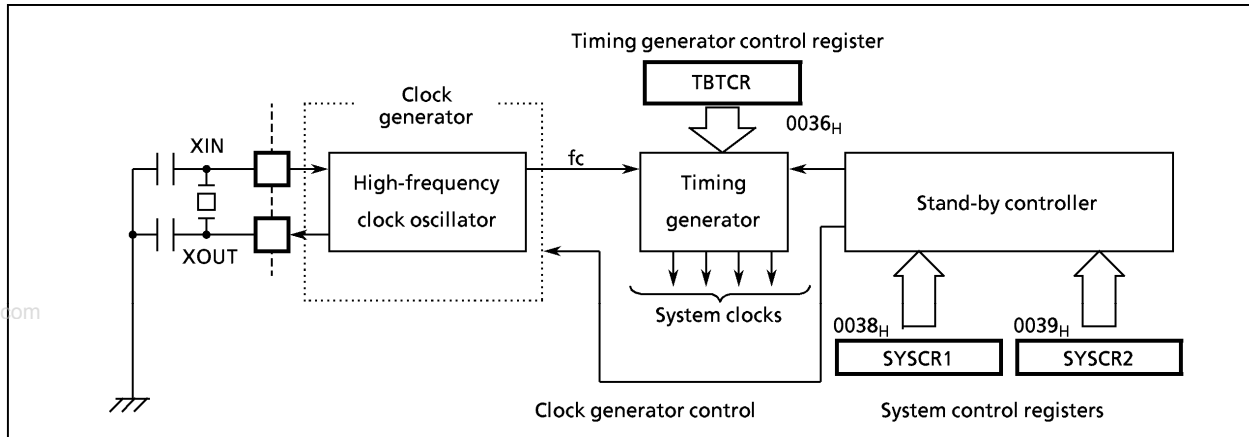 Timing generator control register
TBTCR
0036H
Clock
generator
XIN
High-frequency
clock oscillator
fc
Timing
generator
Stand-by controller
XOUT
System clocks
com
0038H
0039H
SYSCR1
SYSCR2
Clock generator control
System control registers